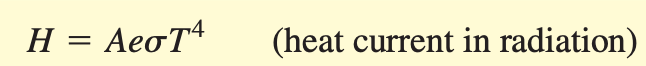 H = AeσT⁴ (heat current in radiation)